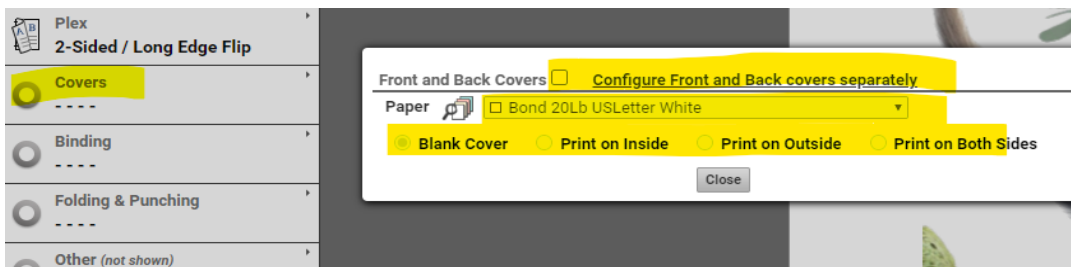 Plex
2-Sided / Long Edge Flip
Covers
- - - -
Binding
- - - -
Folding & Punching
- - - -
Other (not shown)
Front and Back Covers Configure Front and Back covers separately
Paper Bond 20Lb USLetter White
Blank Cover Print on Inside Print on Outside Print on Both Sides
Close